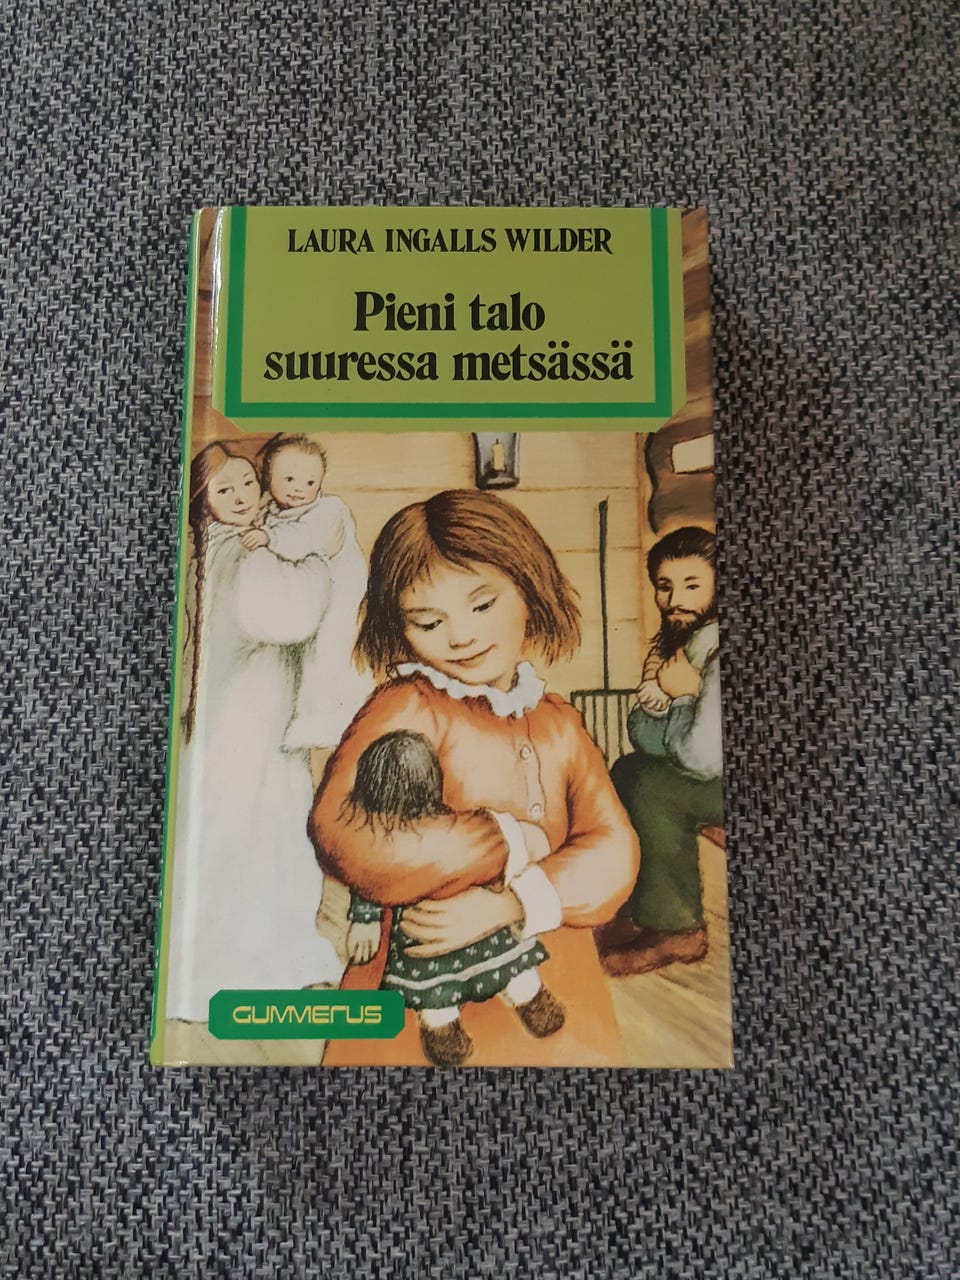 LAURA INGALLS WILDER
Pieni talo
suuressa metsässä
GUMMERUS